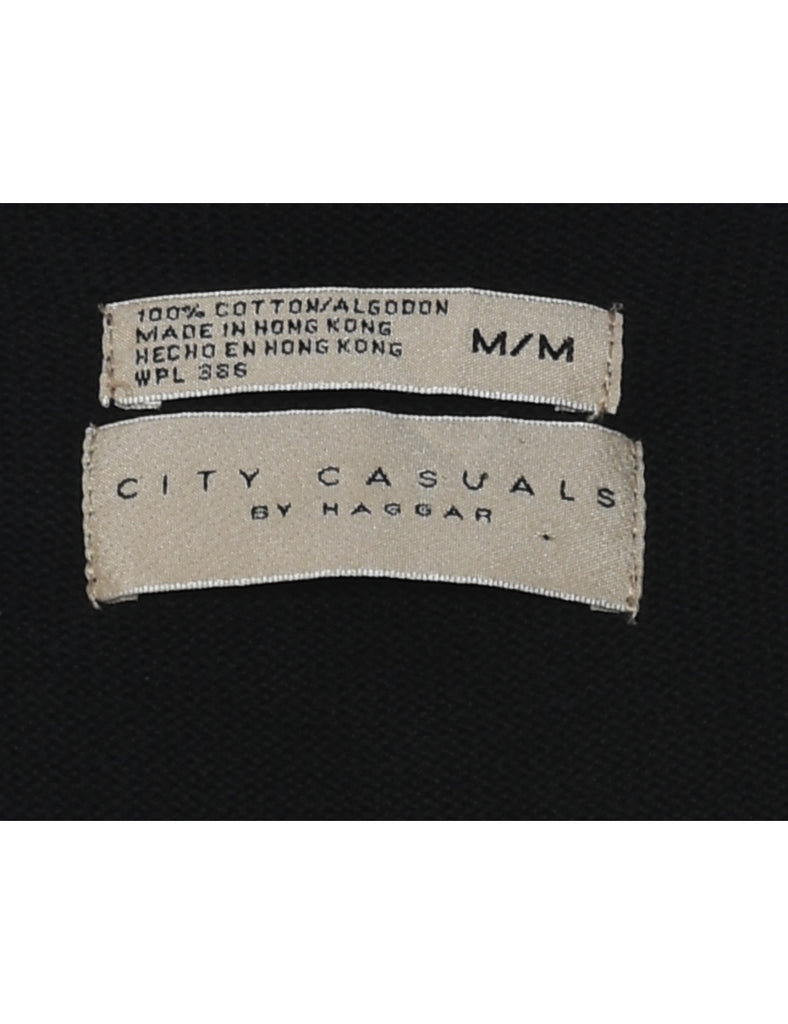 100% COTTON/ALGODON
MADE IN HONG KONG
HECHO EN HONG KONG
WPL 386
M/M
CITY CASUALS
BY HAGGAR